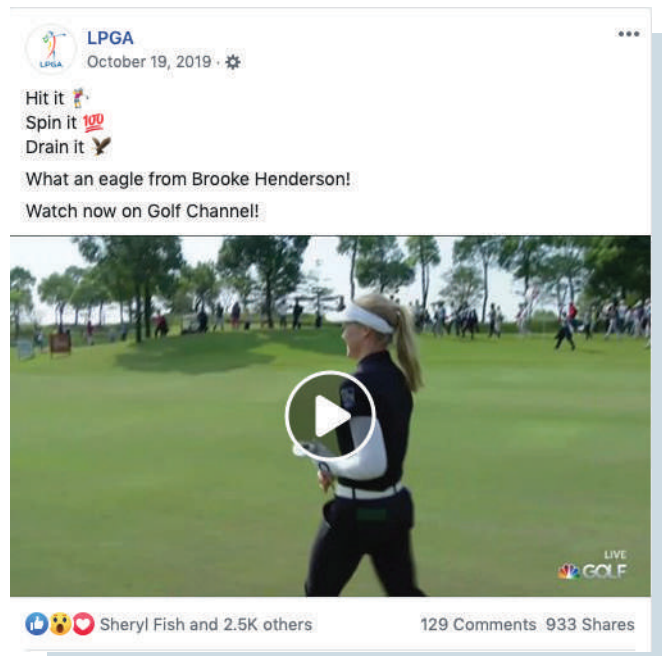 LPGA
LPGA
October 19, 2019 ·
Hit it 🏌️‍♀️
Spin it 💯
Drain it 🦅
What an eagle from Brooke Henderson!
Watch now on Golf Channel!
LIVE
GOLF
Sheryl Fish and 2.5K others
129 Comments 933 Shares